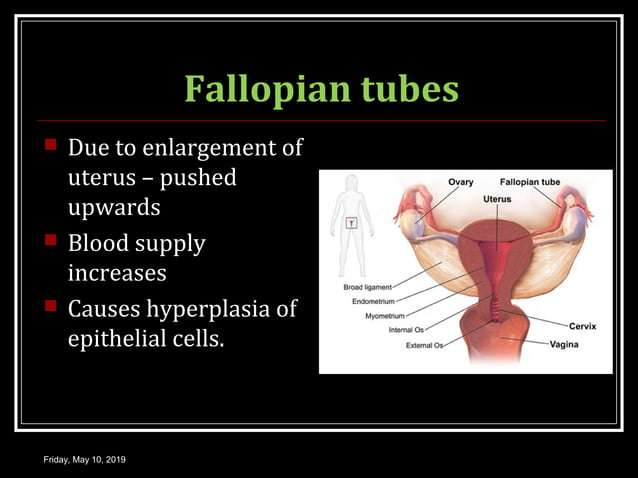 Fallopian tubes
Due to enlargement of
uterus – pushed
upwards
Blood supply
increases
Causes hyperplasia of
epithelial cells.
Ovary
Fallopian tube
Uterus
Broad ligament
Endometrium
Myometrium
Internal Os
External Os
Cervix
Vagina
Friday, May 10, 2019